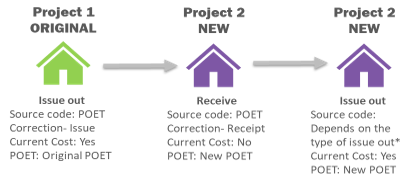 Project 1
ORIGINAL
Project 2
NEW
Project 2
NEW
Issue out
Source code: POET
Correction- Issue
Current Cost: Yes
POET: Original POET
Receive
Source code: POET
Correction- Receipt
Current Cost: No
POET: New POET
Issue out
Source code:
Depends on the
type of issue out*
Current Cost: Yes
POET: New POET